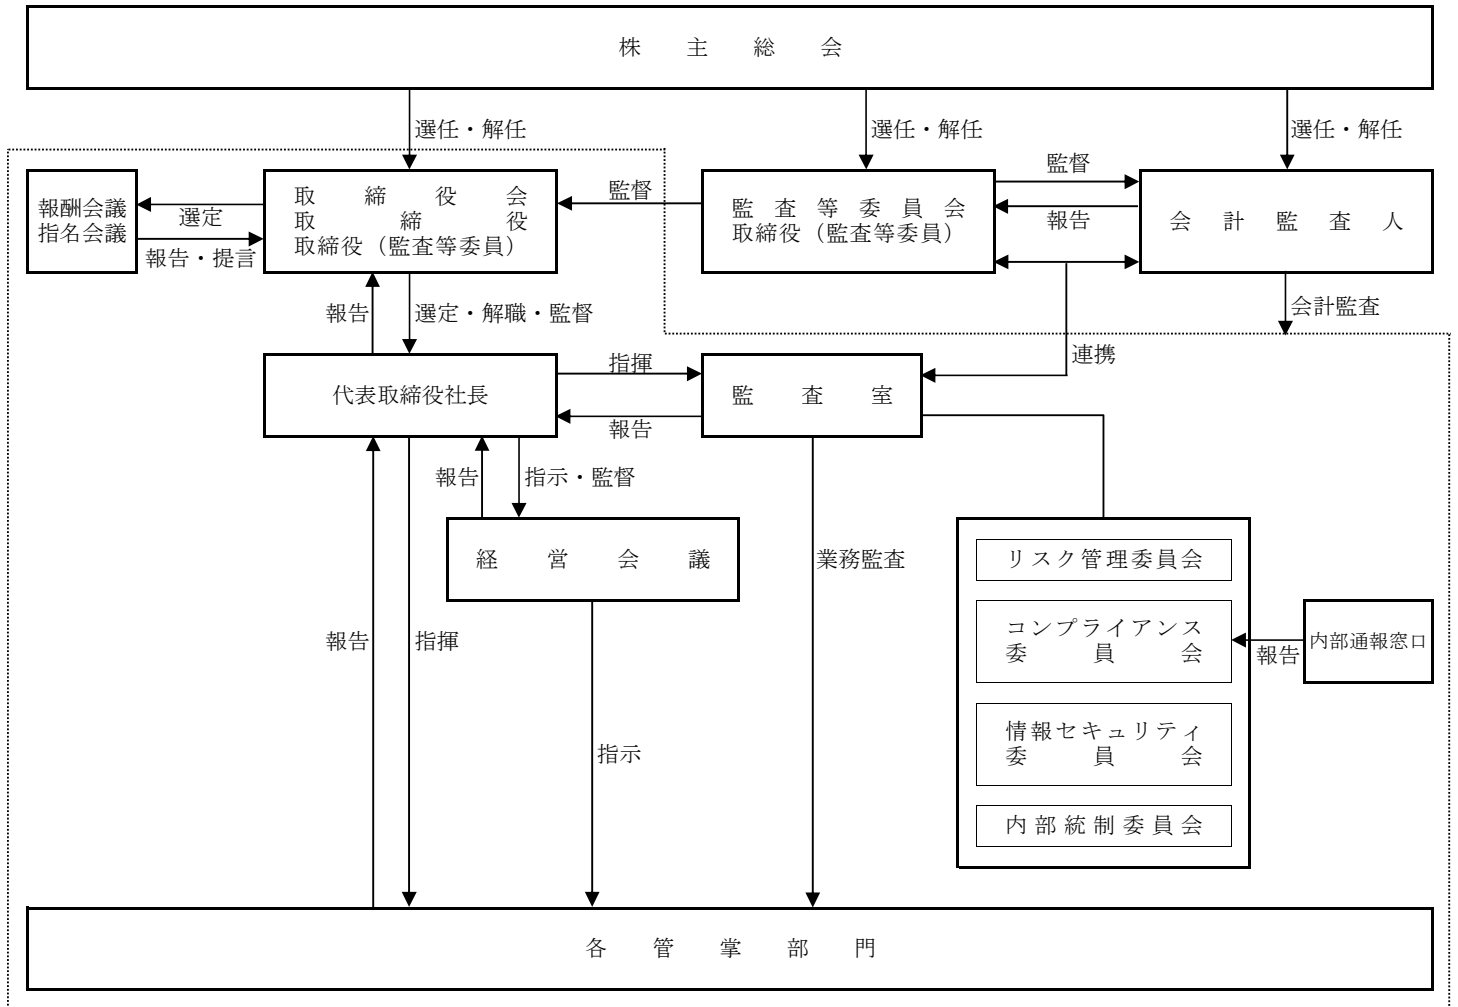 株主総会
選任・解任
選任・解任
選任・解任
報酬会議
指名会議
選定
報告・提言
取締役会
取締役
取締役（監査等委員）
監督
監査等委員会
取締役（監査等委員）
監督
報告
会計監査人
報告
選定・解職・監督
会計監査
連携
代表取締役社長
指揮
報告
監査室
報告
指示・監督
経営会議
業務監査
リスク管理委員会
コンプライアンス
委員会
情報セキュリティ
委員会
内部統制委員会
報告
内部通報窓口
報告
指揮
指示
各管掌部門